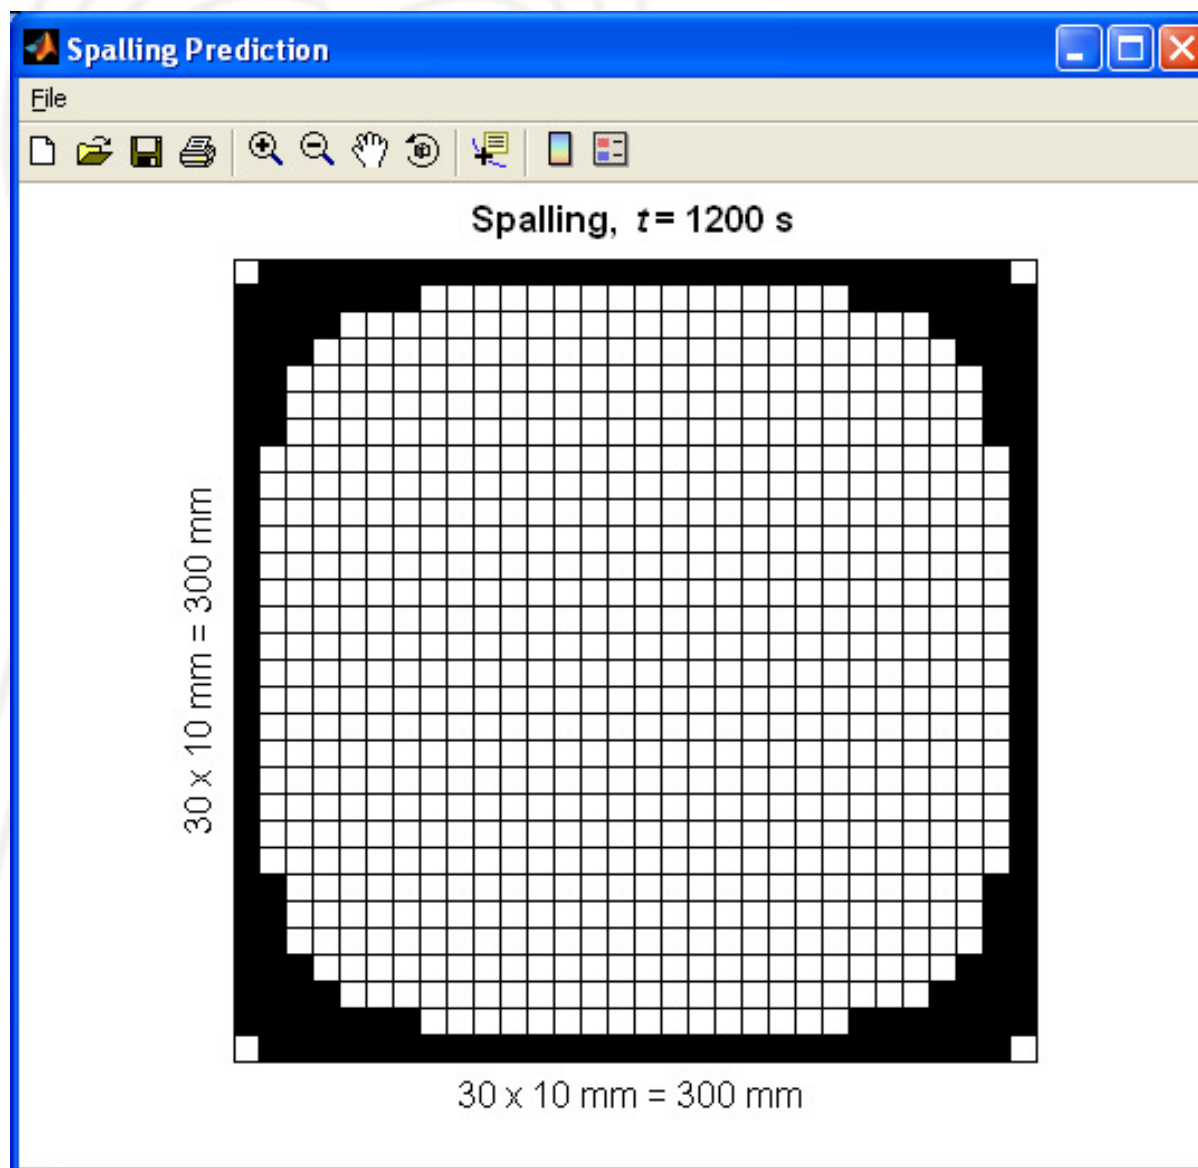 Spalling Prediction
File
Spalling, t = 1200 s
30 x 10 mm = 300 mm
30 x 10 mm = 300 mm